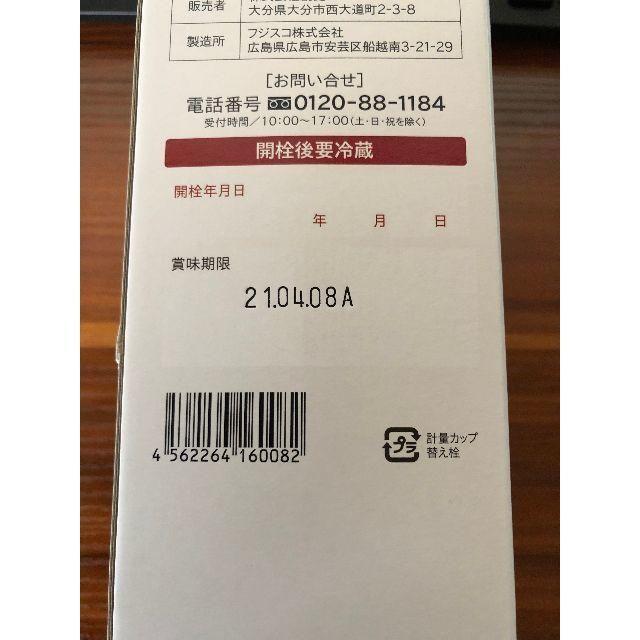 販売者
大分県大分市西大道町2-3-8
製造所
フジスコ株式会社
広島県広島市安芸区船越南3-21-29
[お問い合せ]
電話番号 0120-88-1184
受付時間／10:00〜17:00(土・日・祝を除く)
開栓後要冷蔵
開栓年月日
年 月 日
賞味期限
21.04.08A
4 562264 160082
プラ
計量カップ
替え栓